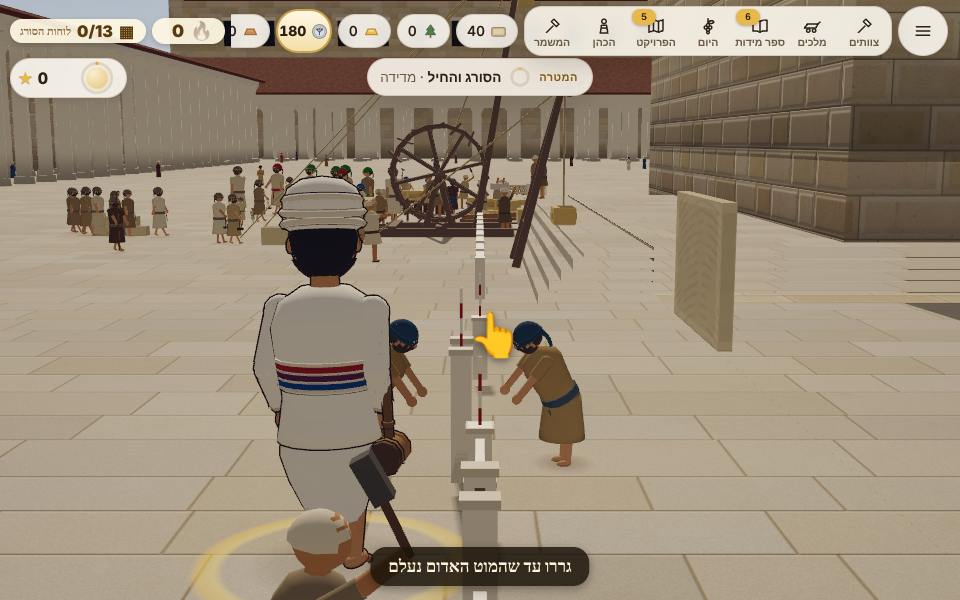 צוותים
מלכים
ספר מידות
6
היום
הפרויקט
5
הכהן
המשמר
40
0
0
180
0
0
0/13 לוחות הסורג
המטרה הסורג והחיל · מדידה
0
גררו עד שהמוט האדום נעלם